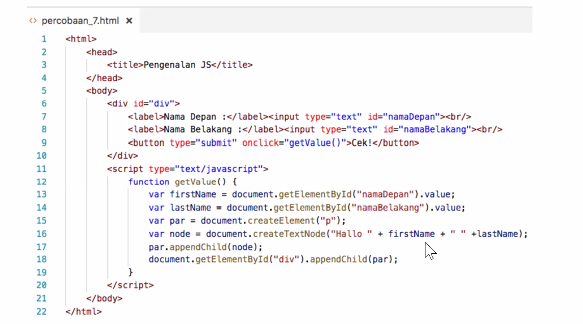 percobaan_7.html
1 <html>
2 <head>
3 <title>Pengenalan JS</title>
4 </head>
5 <body>
6 <div id="div">
7 <label>Nama Depan :</label><input type="text" id="namaDepan"><br/>
8 <label>Nama Belakang :</label><input type="text" id="namaBelakang"><br/>
9 <button type="submit" onclick="getValue()">Cek!</button>
10 </div>
11 <script type="text/javascript">
12 function getValue() {
13 var firstName = document.getElementById("namaDepan").value;
14 var lastName = document.getElementById("namaBelakang").value;
15 var par = document.createElement("p");
16 var node = document.createTextNode("Hallo " + firstName + " " +lastName);
17 par.appendChild(node);
18 document.getElementById("div").appendChild(par);
19 }
20 </script>
21 </body>
22 </html>